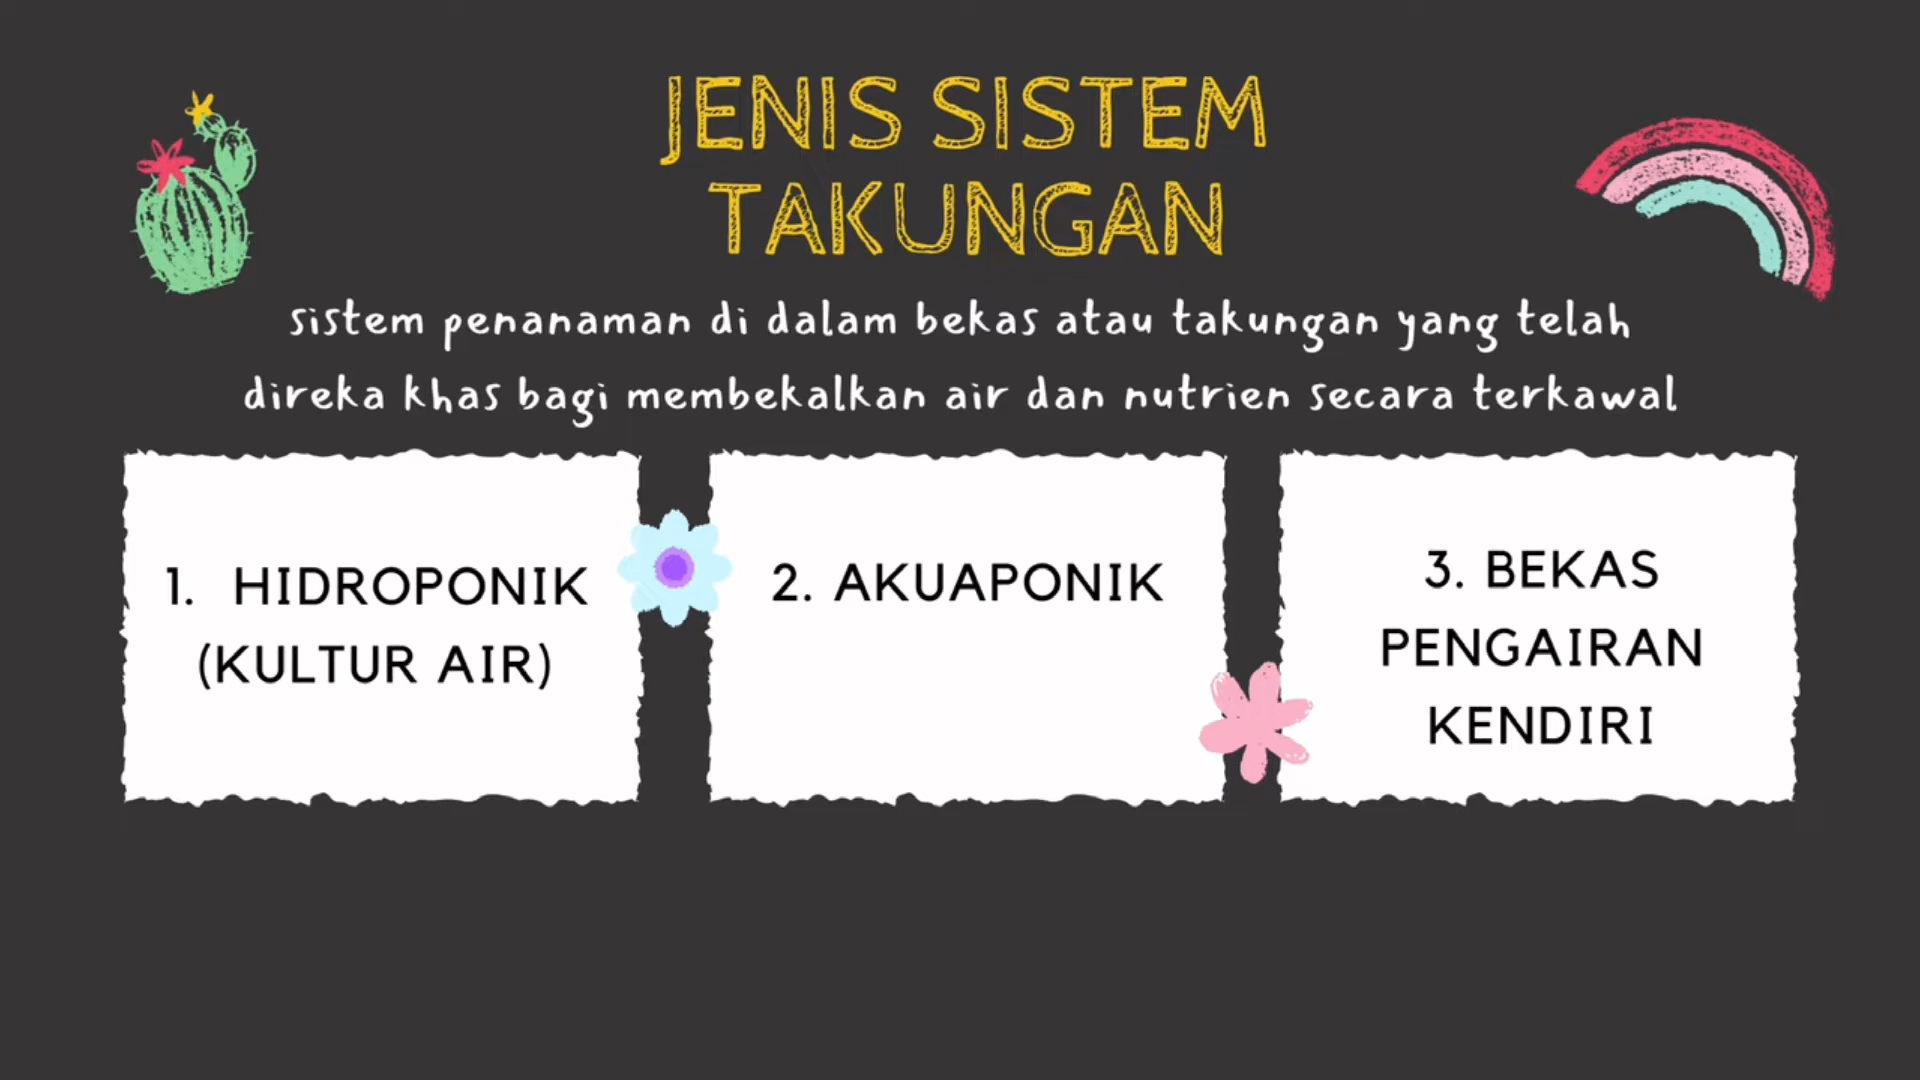 JENIS SISTEM
TAKUNGAN
sistem penanaman di dalam bekas atau takungan yang telah
direka khas bagi membekalkan air dan nutrien secara terkawal
1. HIDROPONIK
(KULTUR AIR)
2. AKUAPONIK
3. BEKAS
PENGAIRAN
KENDIRI